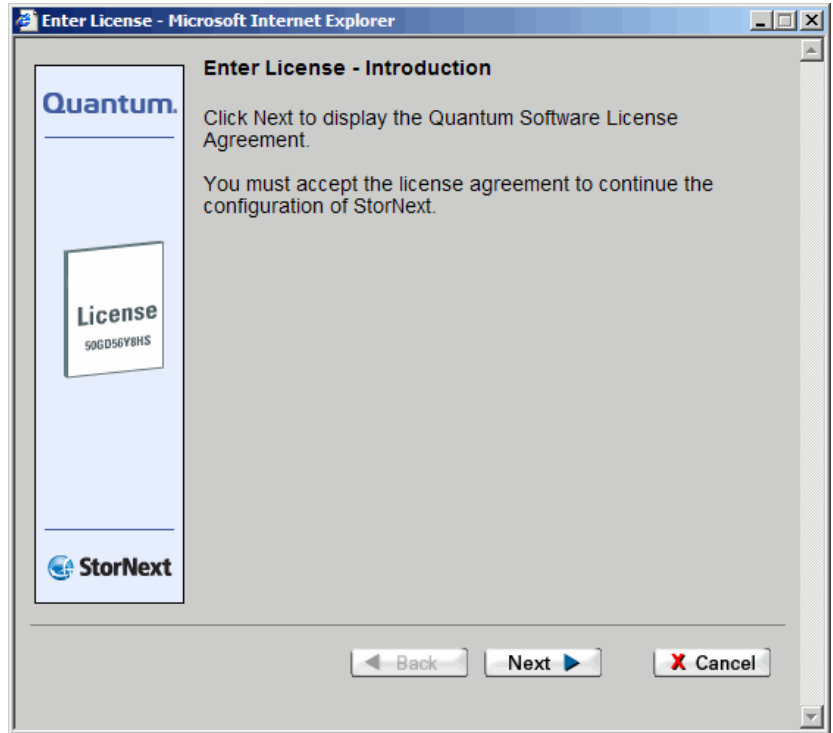 Enter License - Microsoft Internet Explorer
Quantum.
License
50GD56Y8HS
StorNext
Enter License - Introduction
Click Next to display the Quantum Software License
Agreement.
You must accept the license agreement to continue the
configuration of StorNext.
Back
Next
X Cancel